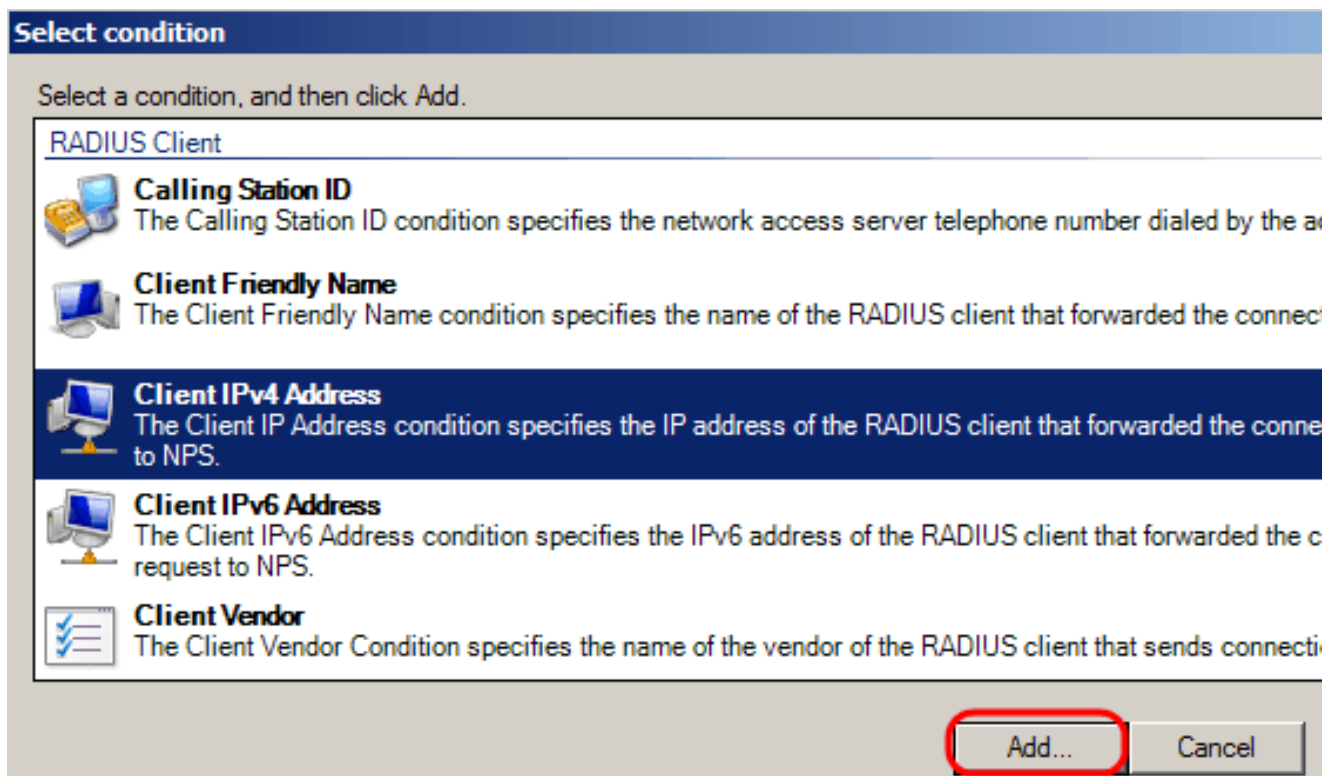 Select condition
Select a condition, and then click Add.
RADIUS Client
Calling Station ID
The Calling Station ID condition specifies the network access server telephone number dialed by the
Client Friendly Name
The Client Friendly Name condition specifies the name of the RADIUS client that forwarded the
Client IPv4 Address
The Client IP Address condition specifies the IP address of the RADIUS client that forwarded the
to NPS.
Client IPv6 Address
The Client IPv6 Address condition specifies the IPv6 address of the RADIUS client that forwarded the
request to NPS.
Client Vendor
The Client Vendor Condition specifies the name of the vendor of the RADIUS client that sends
Add...
Cancel